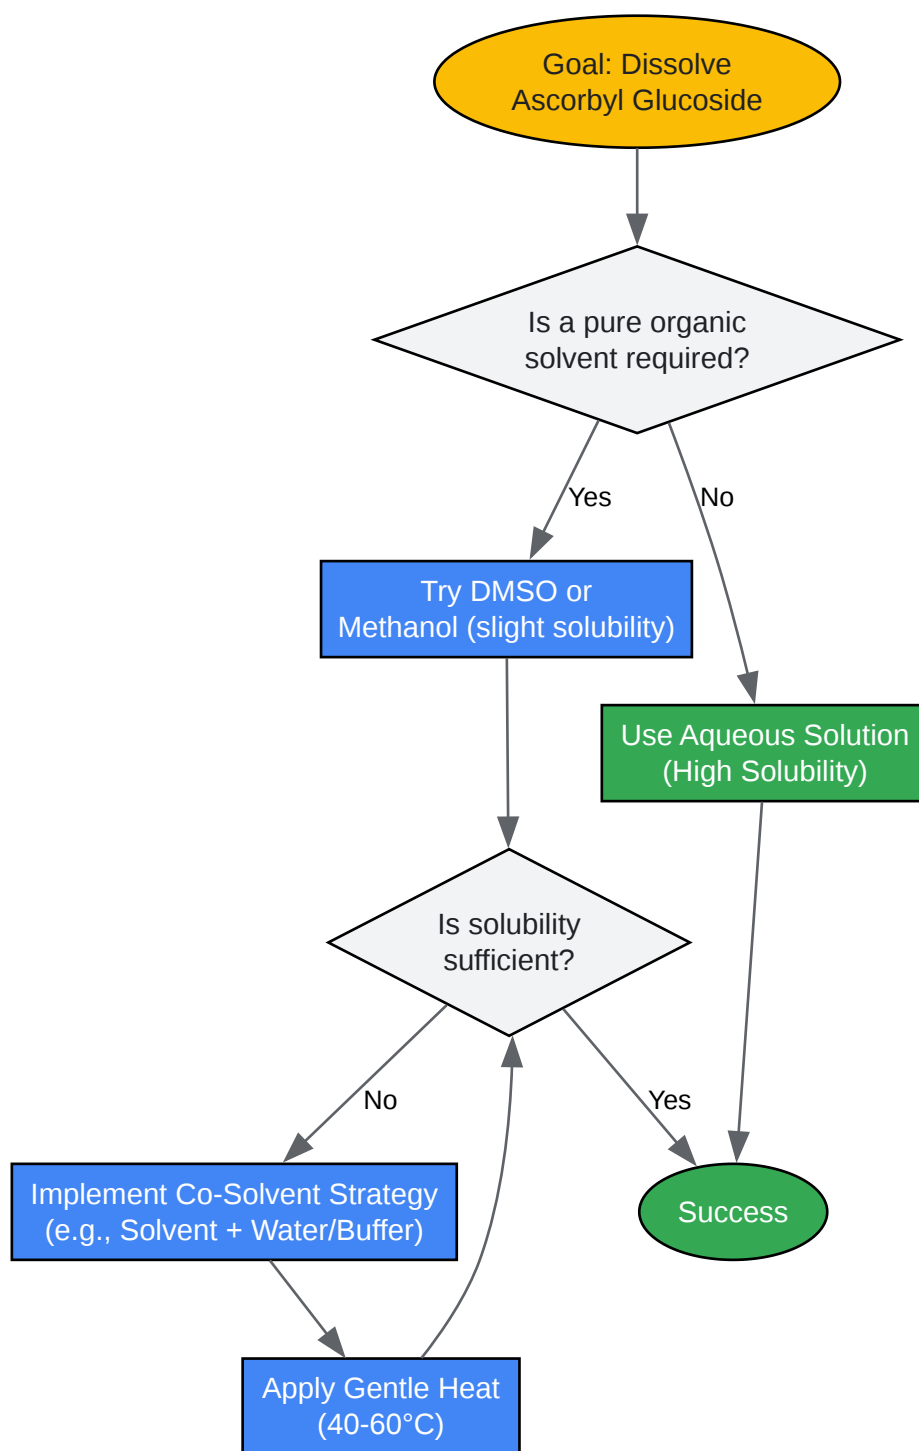 Goal: Dissolve
Ascorbyl Glucoside
Is a pure organic
solvent required?
Yes
No
Try DMSO or
Methanol (slight solubility)
Use Aqueous Solution
(High Solubility)
Is solubility
sufficient?
No
Yes
Implement Co-Solvent Strategy
(e.g., Solvent + Water/Buffer)
Success
Apply Gentle Heat
(40-60°C)